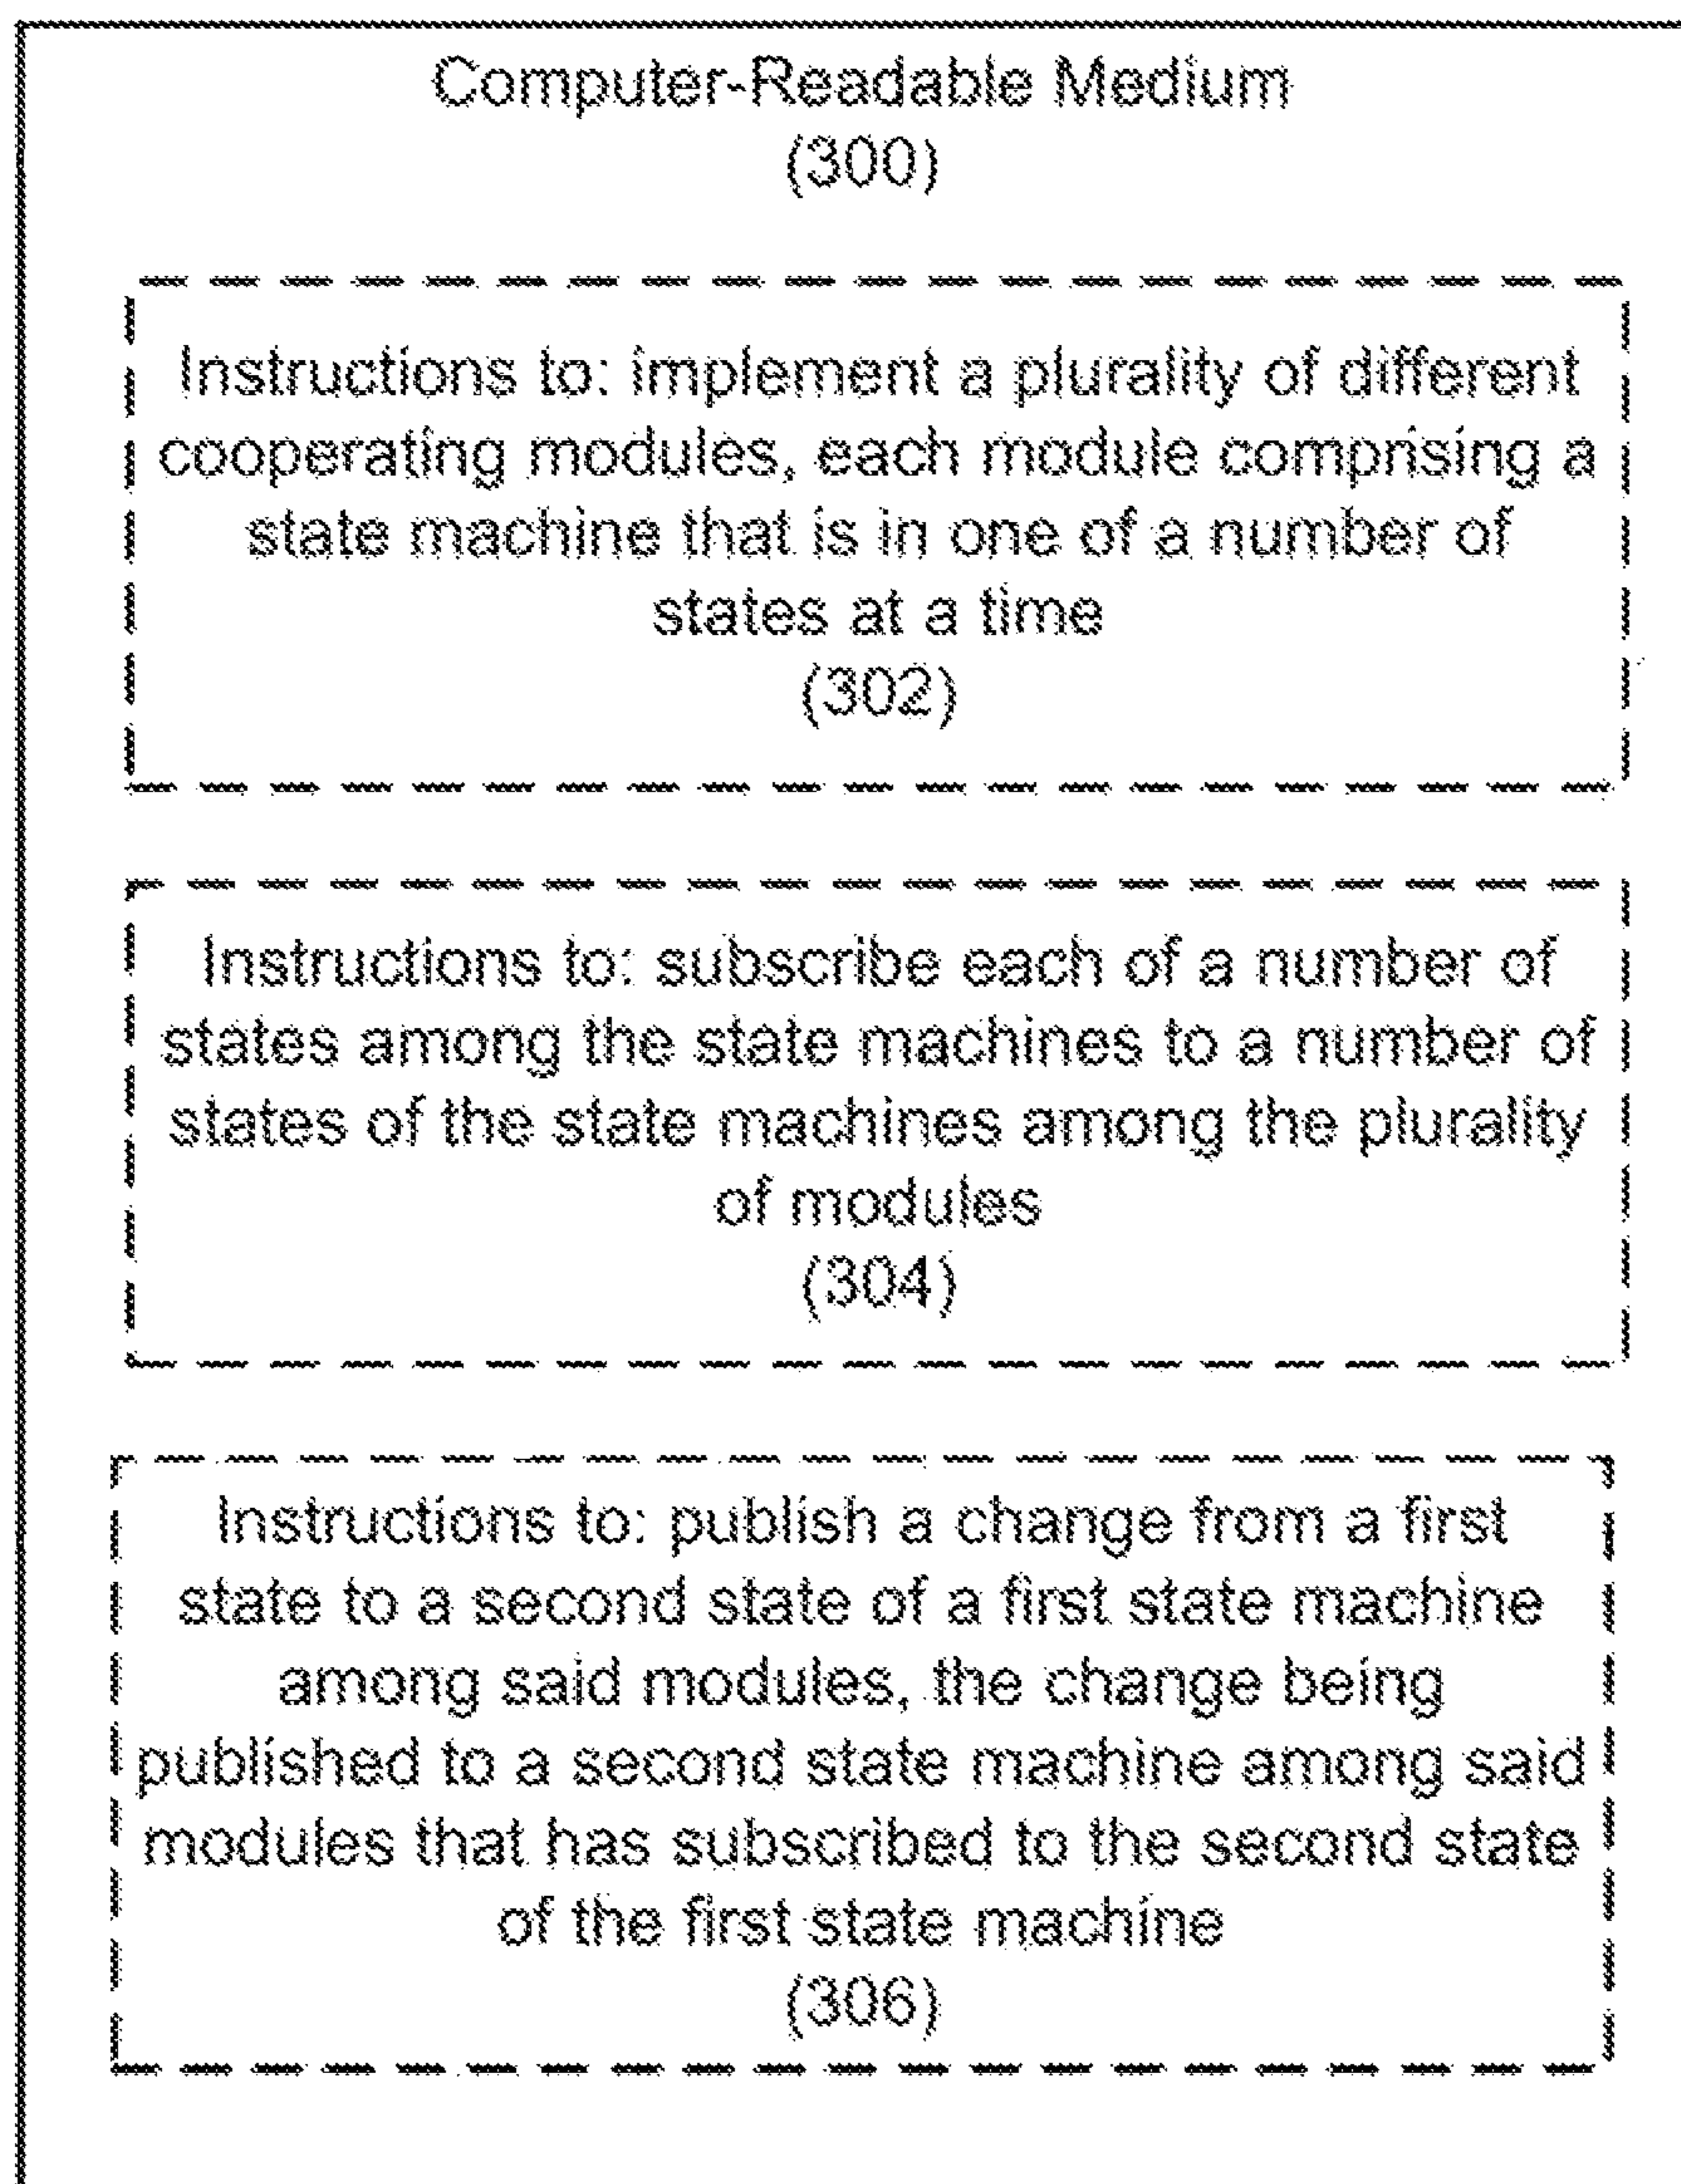 Computer-Readable Medium
(300)
Instructions to: implement a plurality of different
cooperating modules, each module comprising a
state machine that is in one of a number of
states at a time
(302)
Instructions to: subscribe each of a number of
states among the state machines to a number of
states of the state machines among the plurality
of modules
(304)
Instructions to: publish a change from a first
state to a second state of a first state machine
among said modules, the change being
published to a second state machine among said
modules that has subscribed to the second state
of the first state machine
(306)